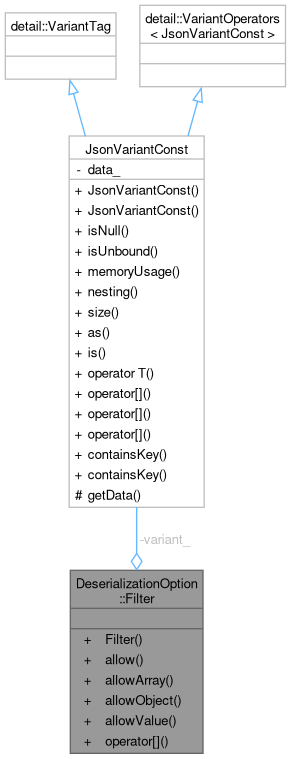 detail::VariantTag
detail::VariantOperators
< JsonVariantConst >
JsonVariantConst
- data_
+ JsonVariantConst()
+ JsonVariantConst()
+ isNull()
+ isUnbound()
+ memoryUsage()
+ nesting()
+ size()
+ as()
+ is()
+ operator T()
+ operator[]()
+ operator[]()
+ operator[]()
+ containsKey()
+ containsKey()
# getData()
-variant_
DeserializationOption
::Filter
+ Filter()
+ allow()
+ allowArray()
+ allowObject()
+ allowValue()
+ operator[]()